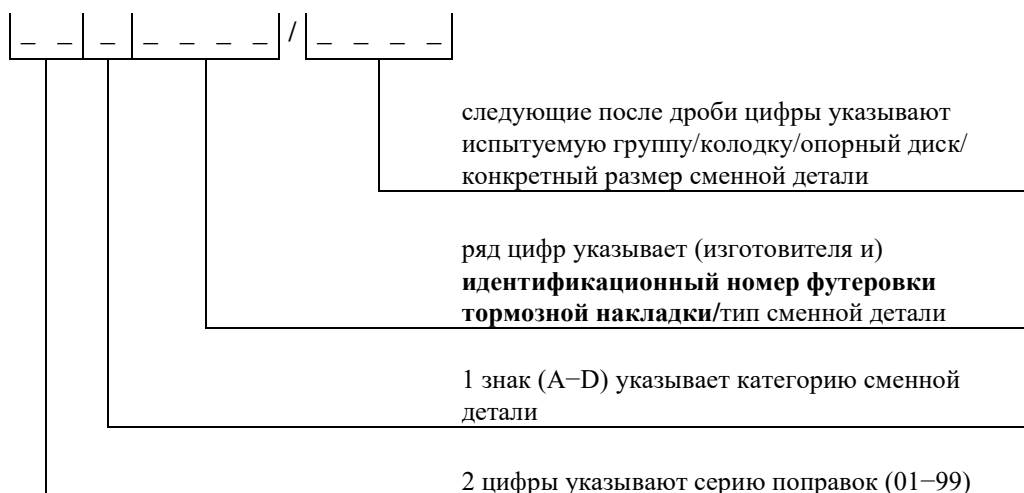 _ _ _ _ _ _ _ / _ _ _ _
следующие после дроби цифры указывают
испытуемую группу/колодку/опорный диск/
конкретный размер сменной детали
ряд цифр указывает (изготовителя и)
идентификационный номер футеровки
тормозной накладки/тип сменной детали
1 знак (A−D) указывает категорию сменной
детали
2 цифры указывают серию поправок (01−99)